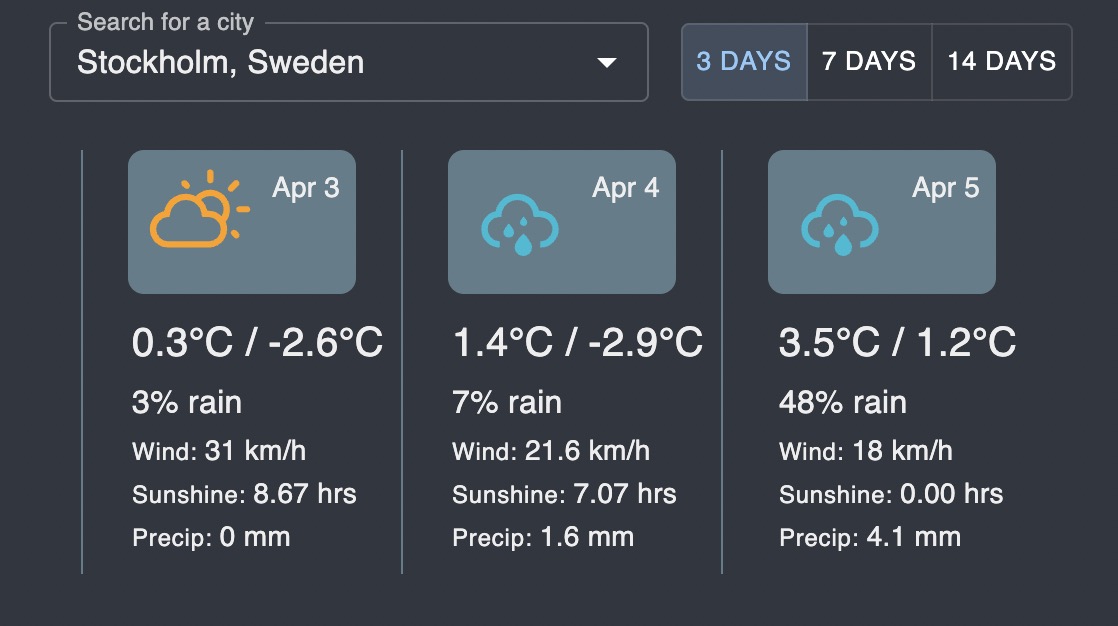 Search for a city
Stockholm, Sweden
3 DAYS
7 DAYS
14 DAYS
Apr 3
0.3°C / -2.6°C
3% rain
Wind: 31 km/h
Sunshine: 8.67 hrs
Precip: 0 mm
Apr 4
1.4°C / -2.9°C
7% rain
Wind: 21.6 km/h
Sunshine: 7.07 hrs
Precip: 1.6 mm
Apr 5
3.5°C / 1.2°C
48% rain
Wind: 18 km/h
Sunshine: 0.00 hrs
Precip: 4.1 mm